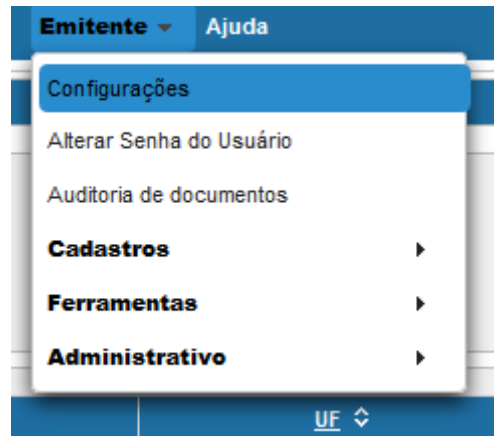 Emitente Ajuda
Configurações
Alterar Senha do Usuário
Auditoria de documentos
Cadastros
Ferramentas
Administrativo
UF